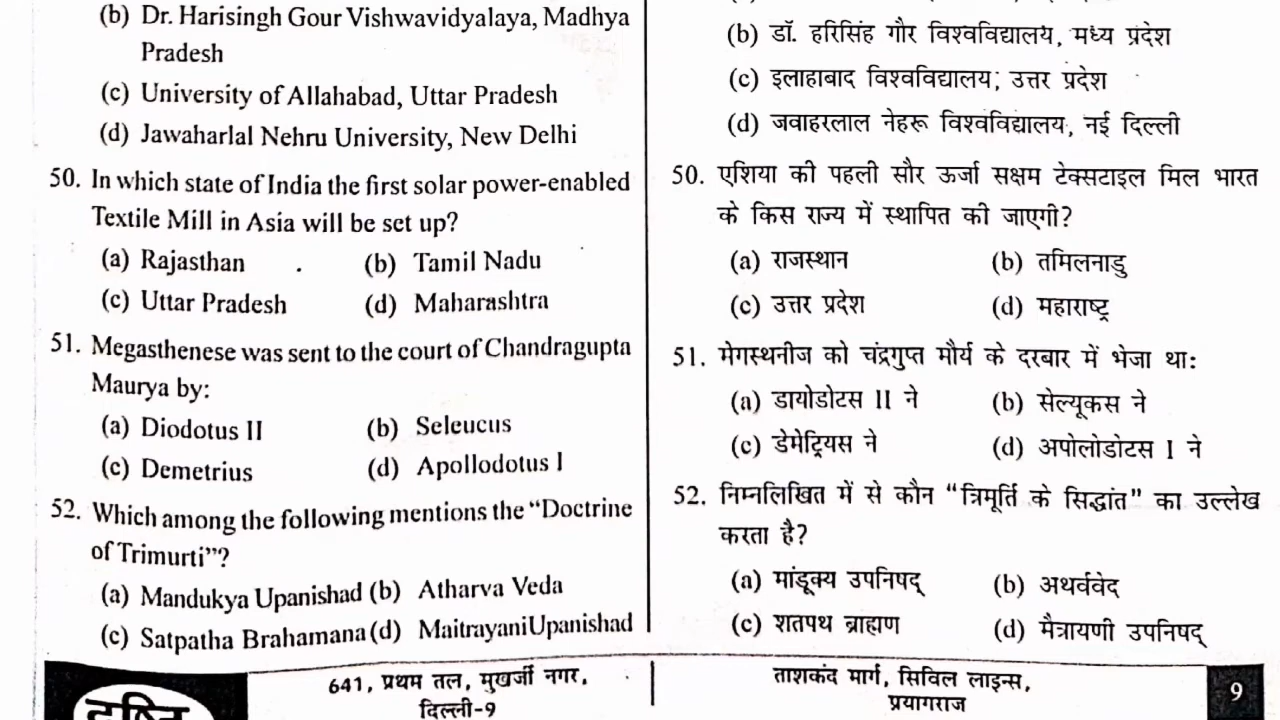 (b) Dr. Harisingh Gour Vishwavidyalaya, Madhya
Pradesh
(c) University of Allahabad, Uttar Pradesh
(d) Jawaharlal Nehru University, New Delhi
50. In which state of India the first solar power-enabled
Textile Mill in Asia will be set up?
(a) Rajasthan (b) Tamil Nadu
(c) Uttar Pradesh (d) Maharashtra
51. Megasthenese was sent to the court of Chandragupta
Maurya by:
(a) Diodotus II (b) Seleucus
(c) Demetrius (d) Apollodotus I
52. Which among the following mentions the “Doctrine
of Trimurti”?
(a) Mandukya Upanishad (b) Atharva Veda
(c) Satpatha Brahamana (d) Maitrayani Upanishad
(b) डॉ. हरिसिंह गौर विश्वविद्यालय, मध्य प्रदेश
(c) इलाहाबाद विश्वविद्यालय; उत्तर प्रदेश
(d) जवाहरलाल नेहरू विश्वविद्यालय, नई दिल्ली
50. एशिया की पहली सौर ऊर्जा सक्षम टेक्सटाइल मिल भारत
के किस राज्य में स्थापित की जाएगी?
(a) राजस्थान (b) तमिलनाडु
(c) उत्तर प्रदेश (d) महाराष्ट्र
51. मेगस्थनीज को चंद्रगुप्त मौर्य के दरबार में भेजा था:
(a) डायोडोटस II ने (b) सेल्यूकस ने
(c) डेमेट्रियस ने (d) अपोलोडोटस I ने
52. निम्नलिखित में से कौन “त्रिमूर्ति के सिद्धांत” का उल्लेख
करता है?
(a) मांडूक्य उपनिषद् (b) अथर्ववेद
(c) शतपथ ब्राह्मण (d) मैत्रायणी उपनिषद्
दृष्टि
641, प्रथम तल, मुखर्जी नगर,
दिल्ली-9
ताशकंद मार्ग, सिविल लाइन्स,
प्रयागराज
9